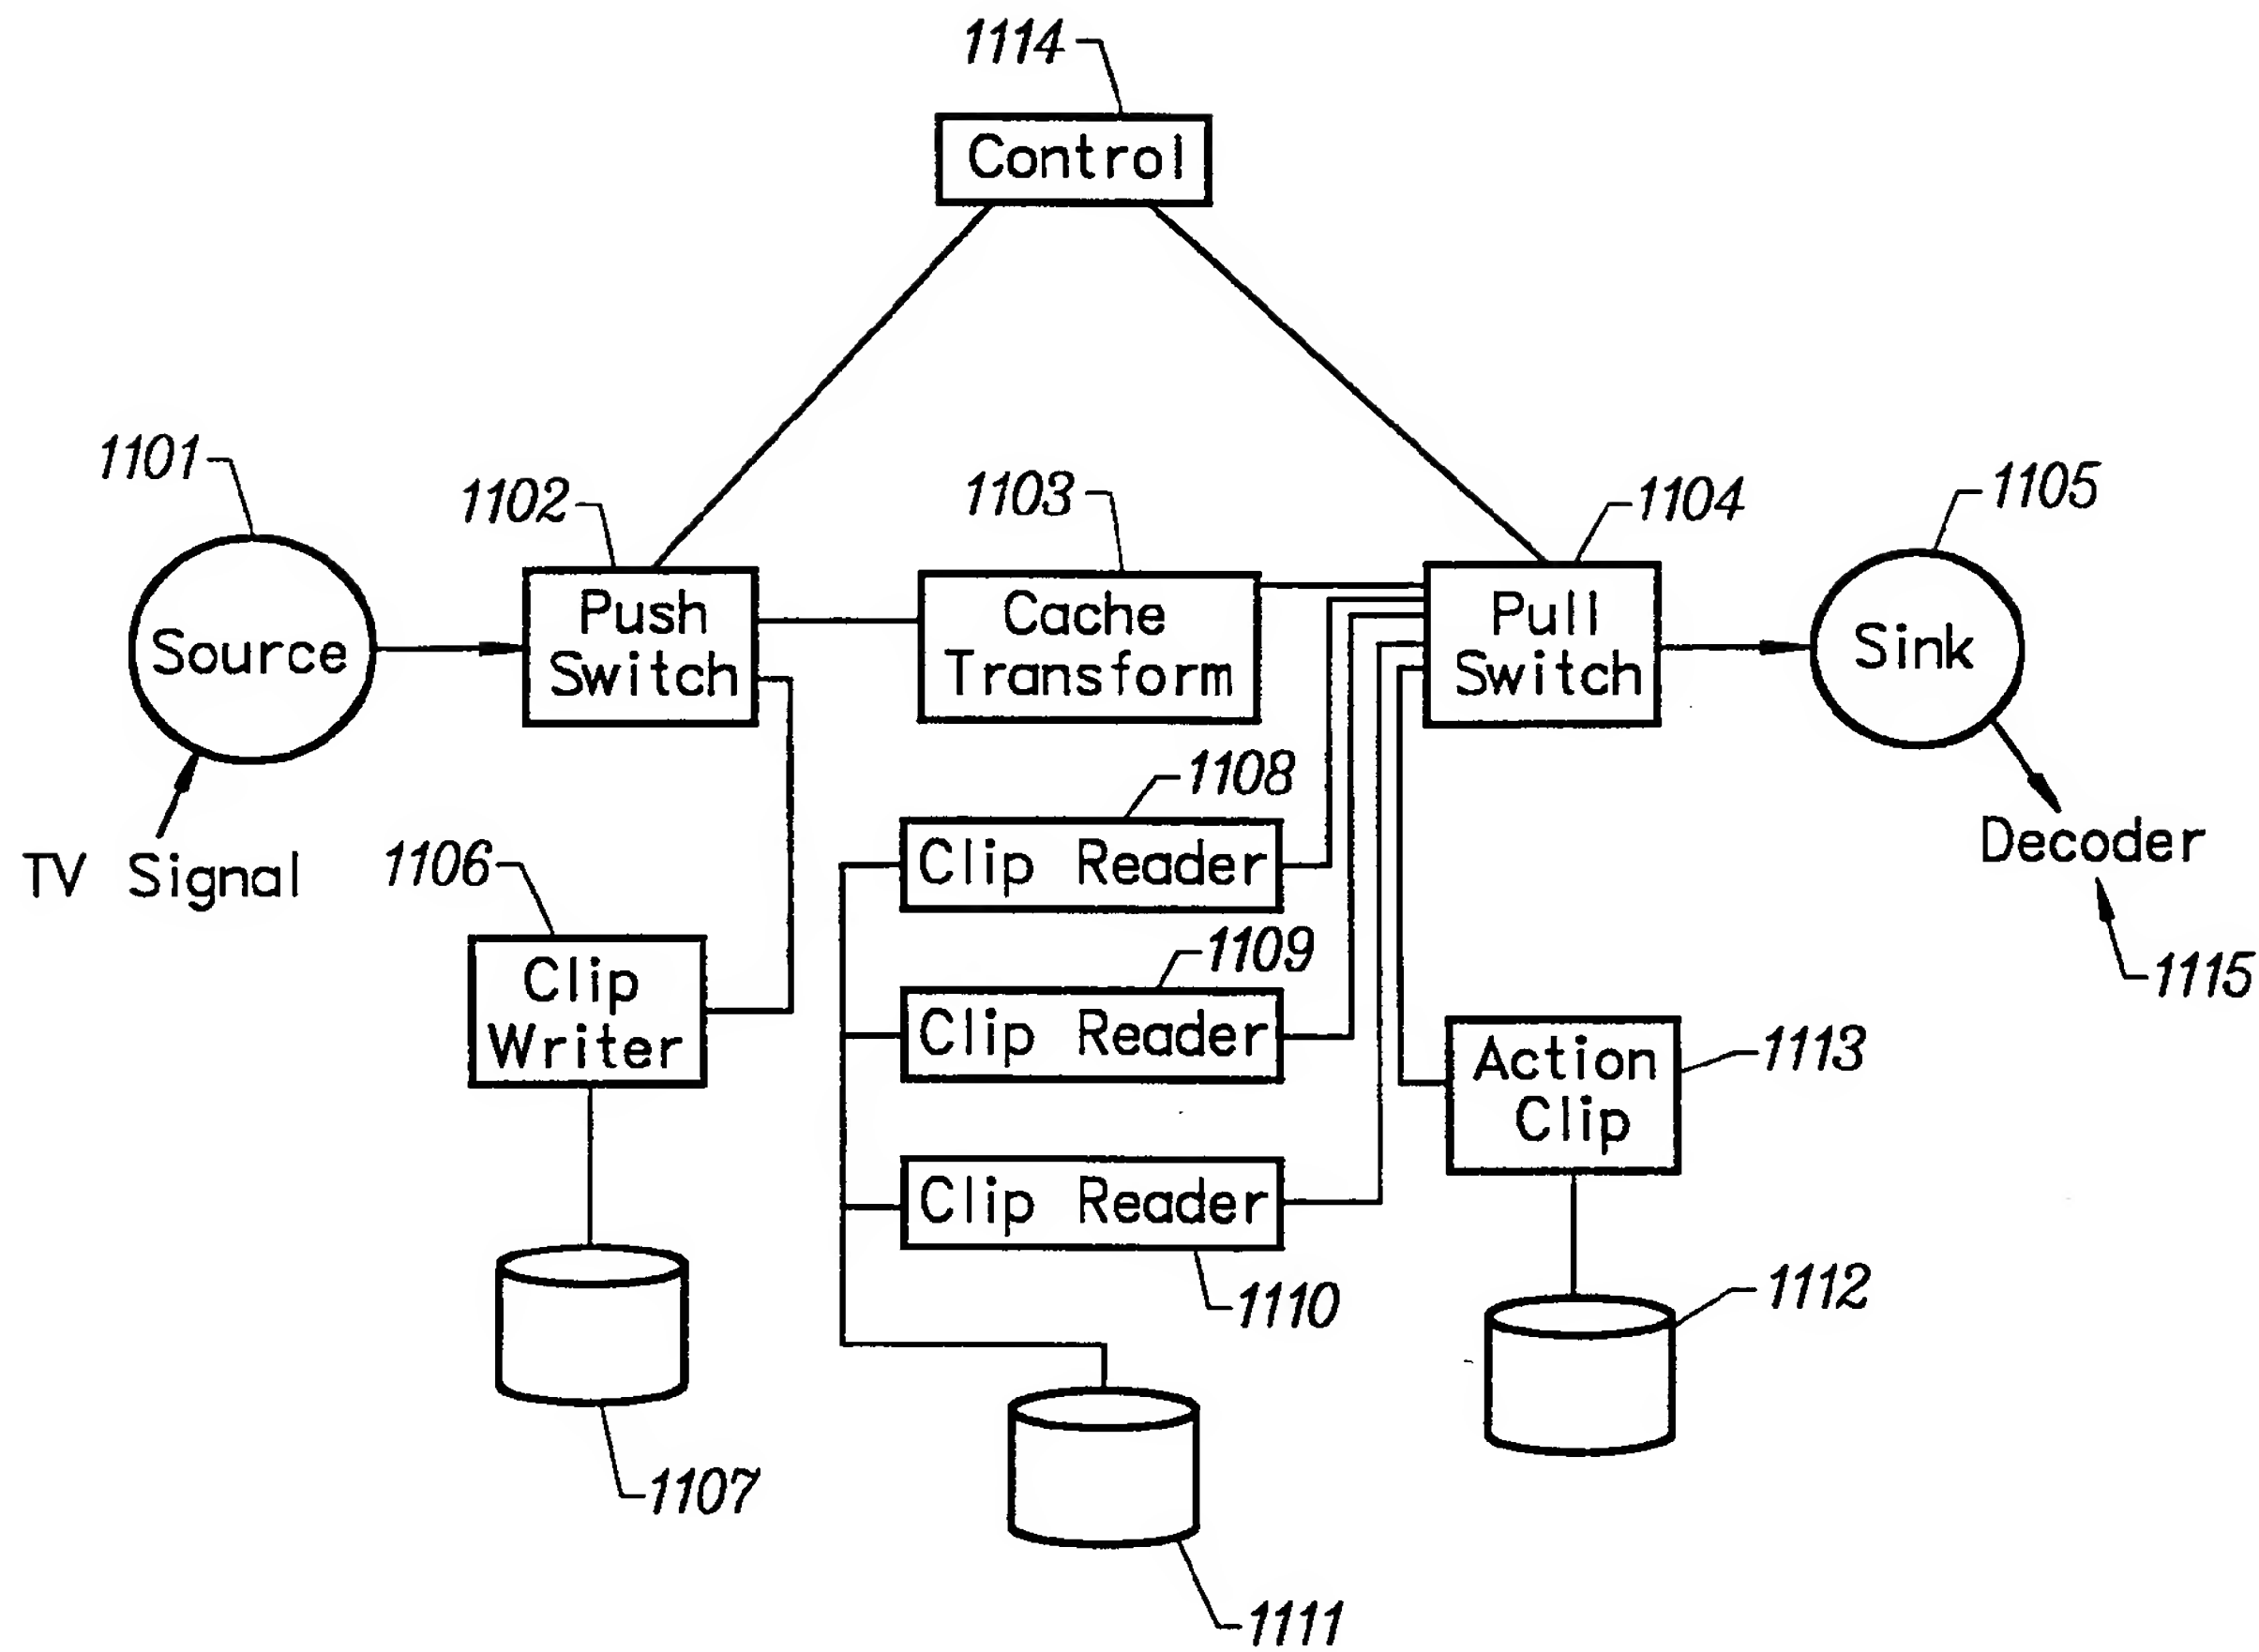 1114
Control
1101
1102
1103
1104
1105
Source
Push
Switch
Cache
Transform
Pull
Switch
Sink
TV Signal
1106
1108
Clip Reader
Decoder
1109
1115
Clip
Writer
Clip Reader
Action
Clip
1113
Clip Reader
1110
1112
1107
1111